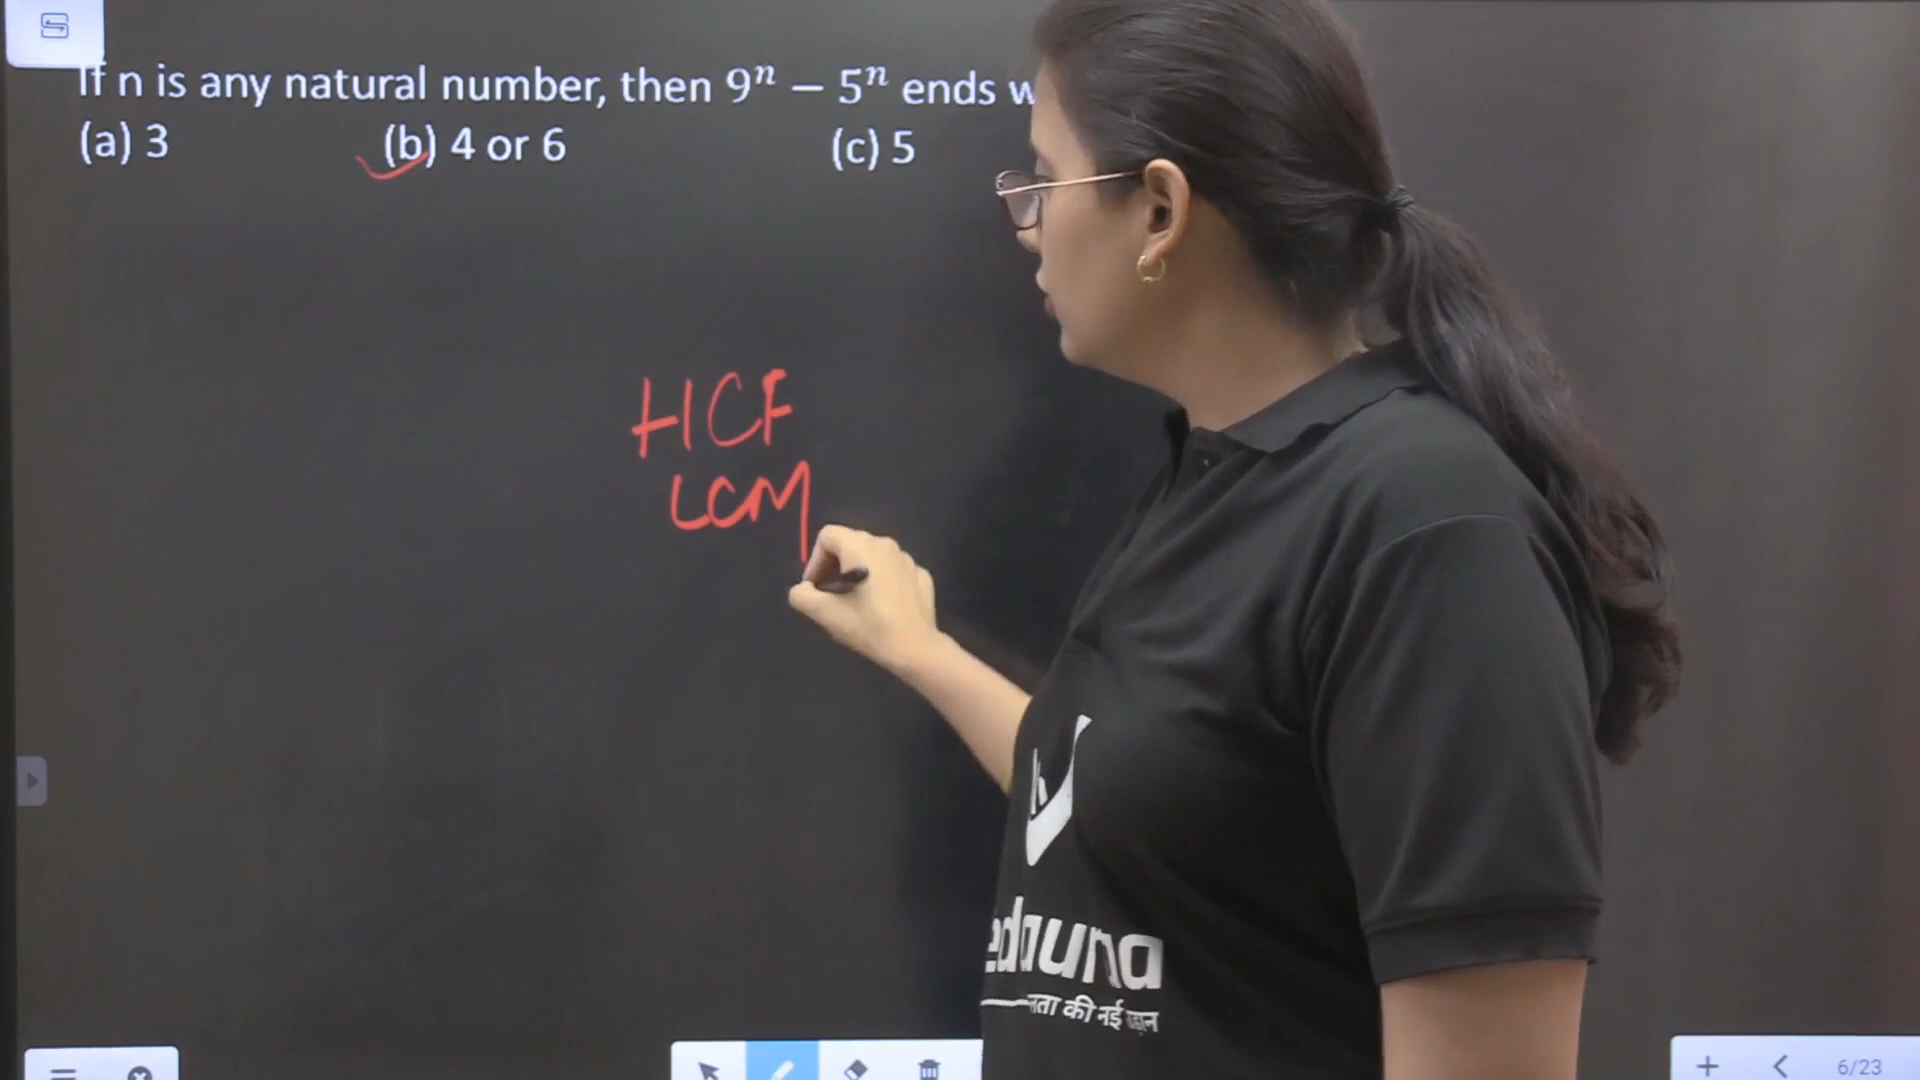 If n is any natural number, then 9ⁿ − 5ⁿ ends
(a) 3 (b) 4 or 6 (c) 5
HCF
LCM
edauna
की नई
6/23